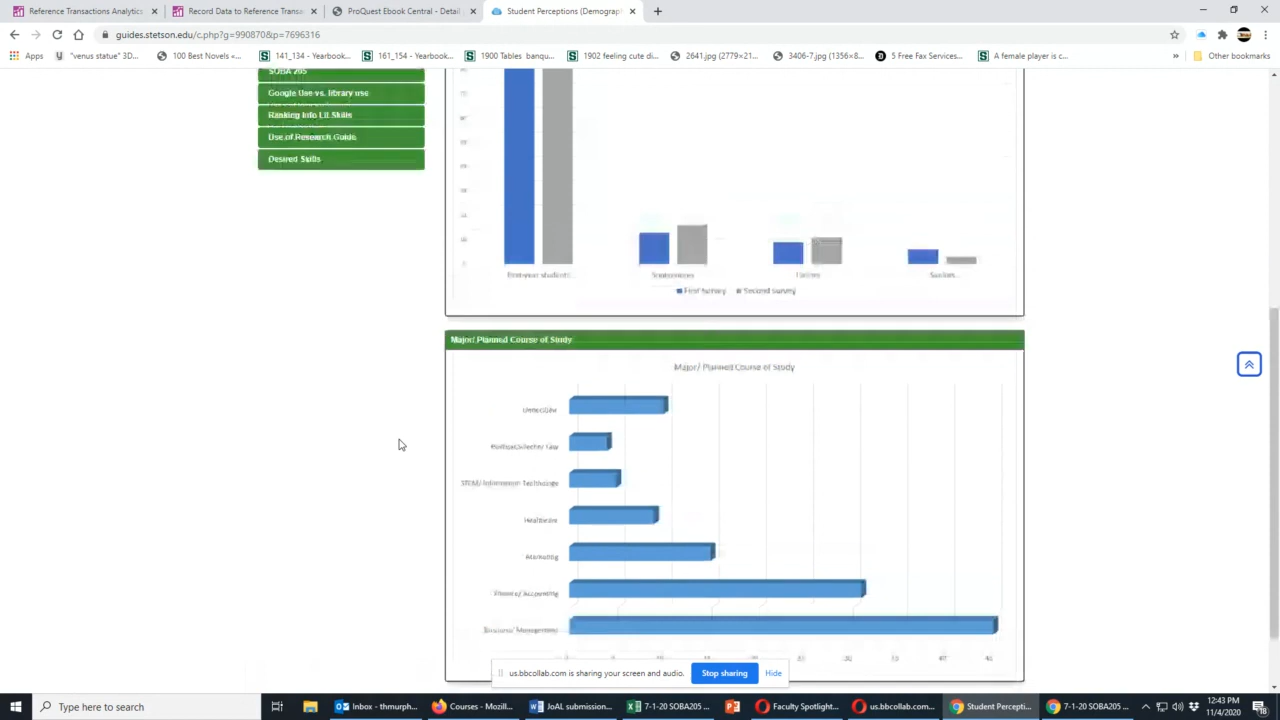 Reference Transactions Analytics
Record Data to Reference Transa
ProQuest Ebook Central - Detail
Student Perceptions (Demograph
guides.stetson.edu/c.php?g=990870&p=7696316
Apps
"venus statue" 3D...
100 Best Novels «...
141_134 - Yearbook...
161_154 - Yearbook...
1900 Tables banqu...
1902 feeling cute di...
2641.jpg (2779×21...
3406-7.jpg (1356×8...
5 Free Fax Services...
A female player is c...
»
Other bookmarks
SOBA 205
Google Use vs. library use
Ranking Info Lit Skills
Use of Research Guide
Desired Skills
First-year students
Sophomores
Juniors
Seniors
First Survey
Second Survey
Major/ Planned Course of Study
Major/ Planned Course of Study
Undecided
STEM/ Information Technology
Healthcare
Marketing
Finance/ Accounting
Business/ Management
us.bbcollab.com is sharing your screen and audio.
Stop sharing
Hide
Type here to search
Inbox - thmurph...
Courses - Mozill...
JoAL submission...
7-1-20 SOBA205 ...
Faculty Spotlight...
us.bbcollab.com...
Student Percepti...
7-1-20 SOBA205 ...
12:43 PM
11/4/2020
18